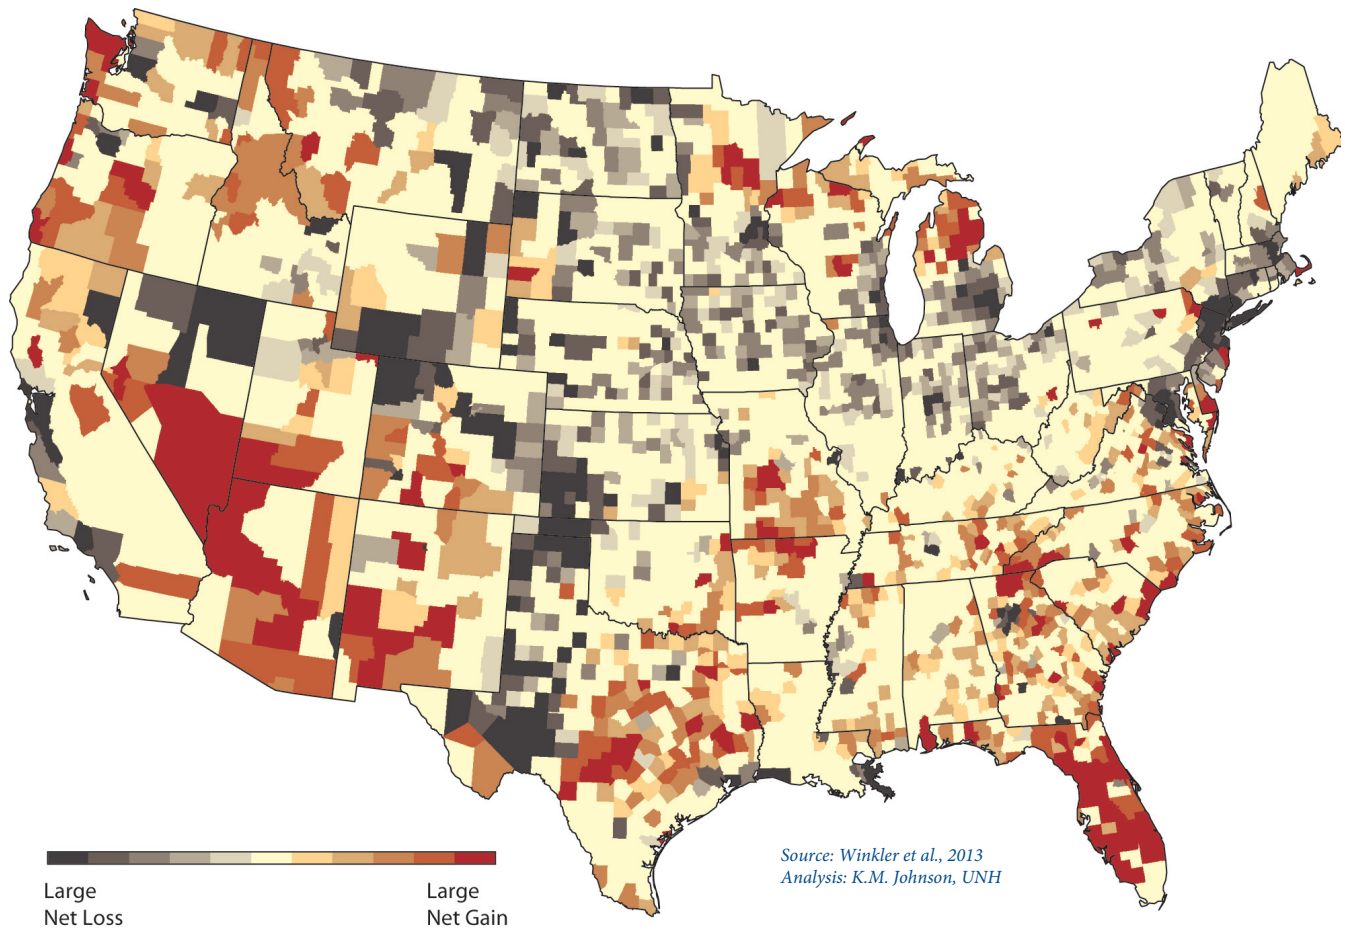 Source: Winkler et al., 2013
Analysis: K.M. Johnson, UNH
Large
Net Loss
Large
Net Gain